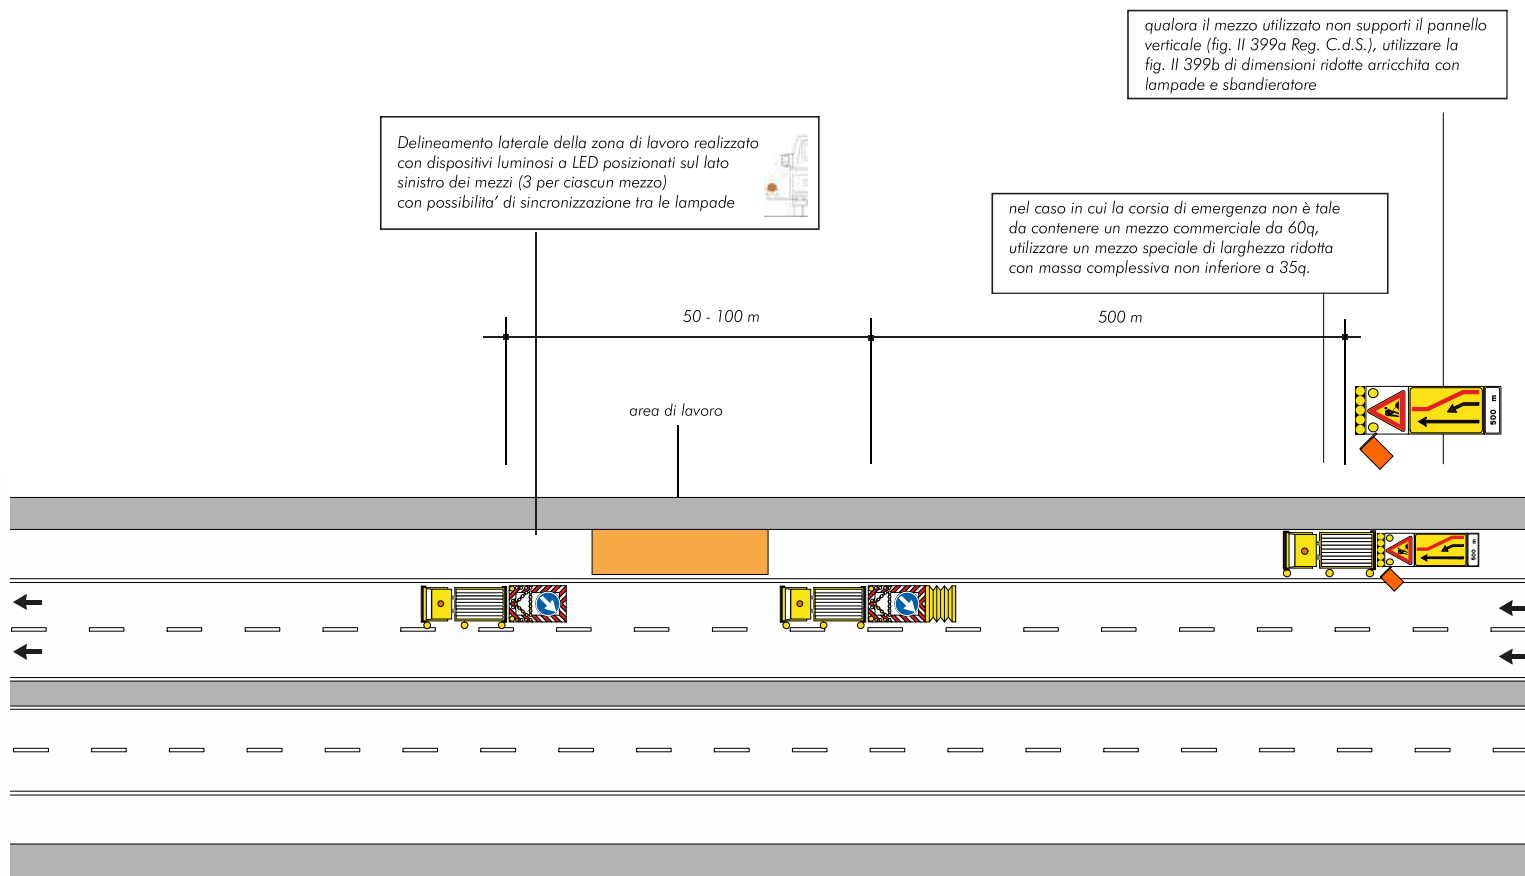 qualora il mezzo utilizzato non supporti il pannello
verticale (fig. II 399a Reg. C.d.S.), utilizzare la
fig. II 399b di dimensioni ridotte arricchita con
lampade e sbandieratore
Delineamento laterale della zona di lavoro realizzato
con dispositivi luminosi a LED posizionati sul lato
sinistro dei mezzi (3 per ciascun mezzo)
con possibilita' di sincronizzazione tra le lampade
nel caso in cui la corsia di emergenza non è tale
da contenere un mezzo commerciale da 60q,
utilizzare un mezzo speciale di larghezza ridotta
con massa complessiva non inferiore a 35q.
50 - 100 m
500 m
area di lavoro
500 m
500 m